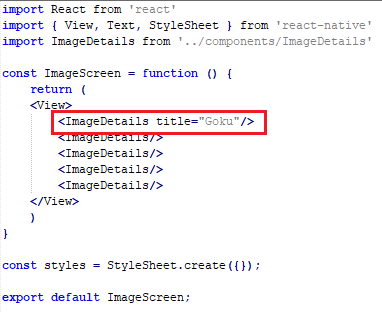 import React from 'react'
import { View, Text, StyleSheet } from 'react-native'
import ImageDetails from '../components/ImageDetails'

const ImageScreen = function () {
    return (
    <View>
        <ImageDetails title="Goku"/>
        <ImageDetails/>
        <ImageDetails/>
        <ImageDetails/>
        <ImageDetails/>
    </View>
    )
}

const styles = StyleSheet.create({});

export default ImageScreen;